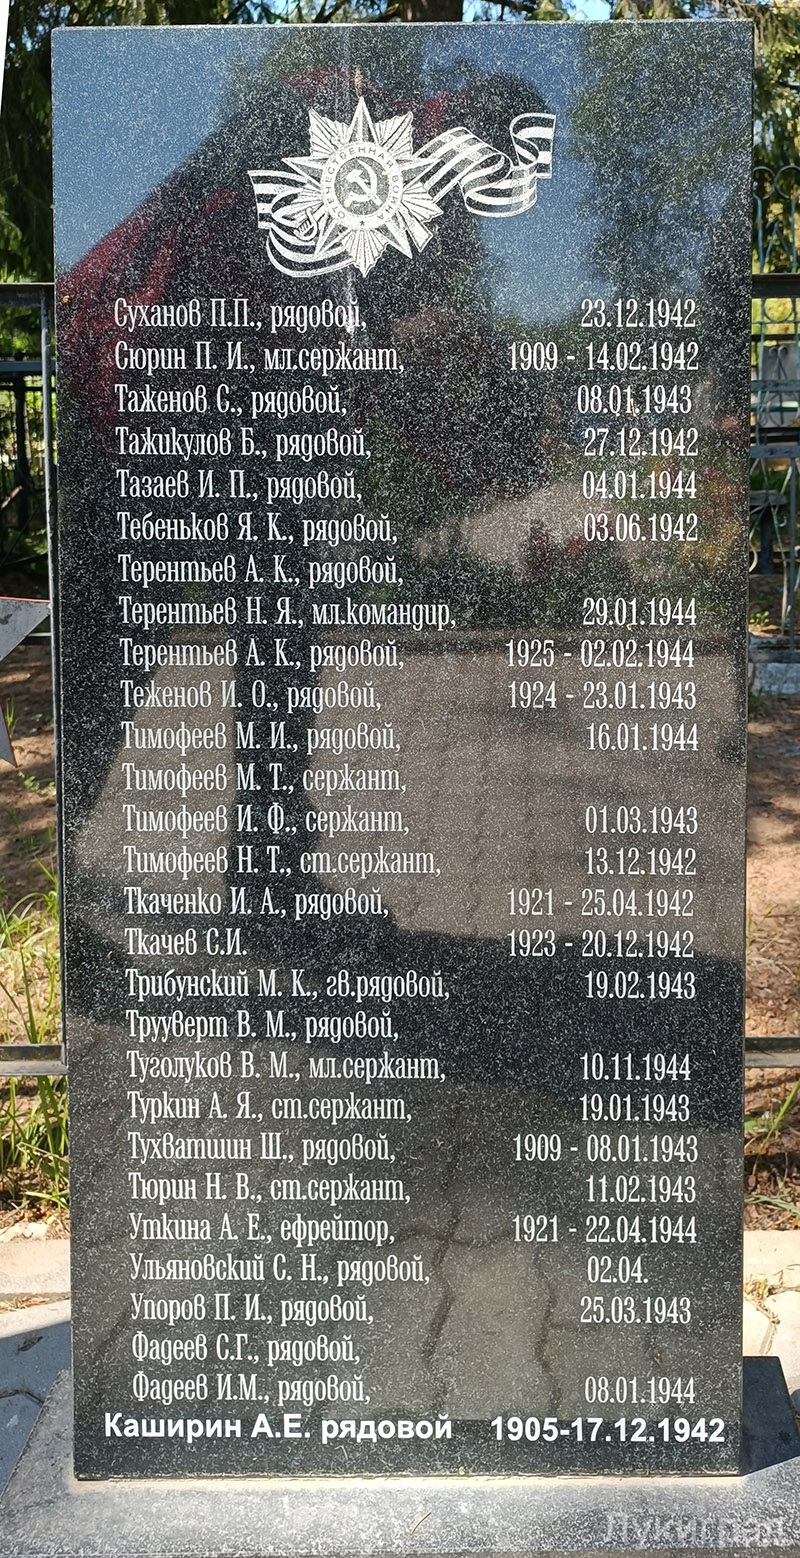 ОТЕЧЕСТВЕННАЯ ВОЙНА
Суханов П.П., рядовой, 23.12.1942
Сюрин П. И., мл.сержант, 1909 - 14.02.1942
Таженов С., рядовой, 08.01.1943
Тажикулов Б., рядовой, 27.12.1942
Тазаев И. П., рядовой, 04.01.1944
Тебеньков Я. К., рядовой, 03.06.1942
Терентьев А. К., рядовой,
Терентьев Н. Я., мл.командир, 29.01.1944
Терентьев А. К., рядовой, 1925 - 02.02.1944
Теженов И. О., рядовой, 1924 - 23.01.1943
Тимофеев М. И., рядовой, 16.01.1944
Тимофеев М. Т., сержант,
Тимофеев И. Ф., сержант, 01.03.1943
Тимофеев Н. Т., ст.сержант, 13.12.1942
Ткаченко И. А., рядовой, 1921 - 25.04.1942
Ткачев С.И. 1923 - 20.12.1942
Трибунский М. К., гв.рядовой, 19.02.1943
Трууверт В. М., рядовой,
Туголуков В. М., мл.сержант, 10.11.1944
Туркин А. Я., ст.сержант, 19.01.1943
Тухватшин Ш., рядовой, 1909 - 08.01.1943
Тюрин Н. В., ст.сержант, 11.02.1943
Уткина А. Е., ефрейтор, 1921 - 22.04.1944
Ульяновский С. Н., рядовой, 02.04.
Упоров П. И., рядовой, 25.03.1943
Фадеев С.Г., рядовой,
Фадеев И.М., рядовой, 08.01.1944
Каширин А.Е. рядовой 1905-17.12.1942